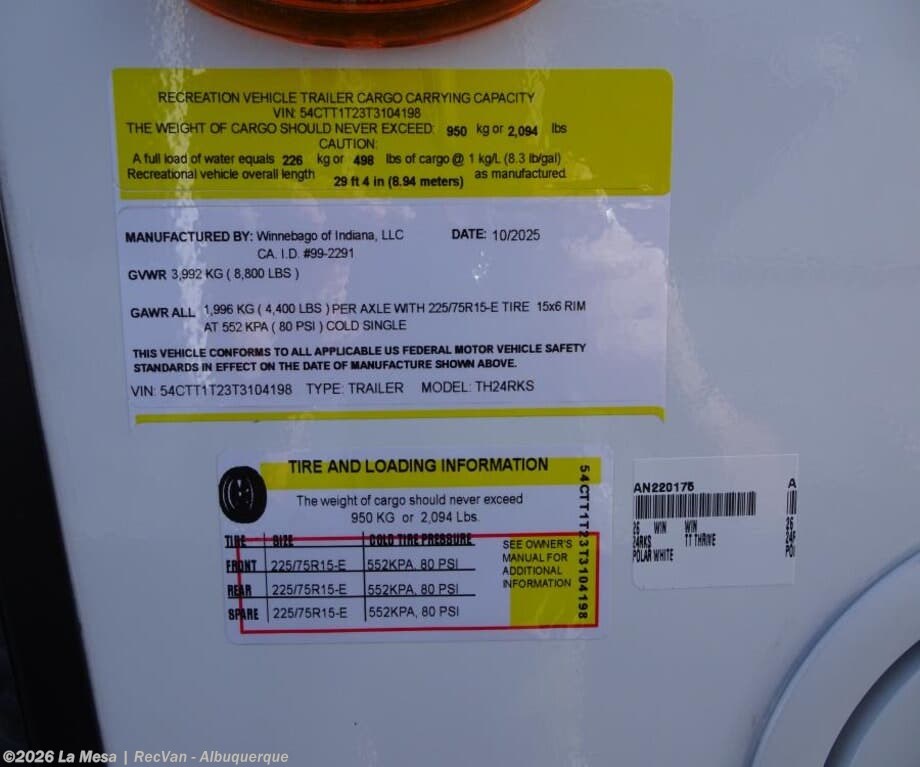 RECREATION VEHICLE TRAILER CARGO CARRYING CAPACITY
VIN: 54CTT1T23T3104198
THE WEIGHT OF CARGO SHOULD NEVER EXCEED: 950 kg or 2,094 lbs
CAUTION:
A full load of water equals 226 kg or 498 lbs of cargo @ 1 kg/L (8.3 lb/gal)
Recreational vehicle overall length 29 ft 4 in (8.94 meters) as manufactured.
MANUFACTURED BY: Winnebago of Indiana, LLC DATE: 10/2025
CA. I.D. #99-2291
GVWR 3,992 KG ( 8,800 LBS )
GAWR ALL 1,996 KG ( 4,400 LBS ) PER AXLE WITH 225/75R15-E TIRE 15x6 RIM
AT 552 KPA ( 80 PSI ) COLD SINGLE
THIS VEHICLE CONFORMS TO ALL APPLICABLE US FEDERAL MOTOR VEHICLE SAFETY
STANDARDS IN EFFECT ON THE DATE OF MANUFACTURE SHOWN ABOVE.
VIN: 54CTT1T23T3104198 TYPE: TRAILER MODEL: TH24RKS
TIRE AND LOADING INFORMATION
The weight of cargo should never exceed
950 KG or 2,094 Lbs.
TIRE SIZE COLD TIRE PRESSURE
FRONT 225/75R15-E 552KPA, 80 PSI
REAR 225/75R15-E 552KPA, 80 PSI
SPARE 225/75R15-E 552KPA, 80 PSI
SEE OWNER'S
MANUAL FOR
ADDITIONAL
INFORMATION
54CTT1T23T3104198
AN220175
26 WIN WIN
24RKS TT THRIVE
POLAR WHITE
A
26
24R
POL
©2026 La Mesa | RecVan - Albuquerque